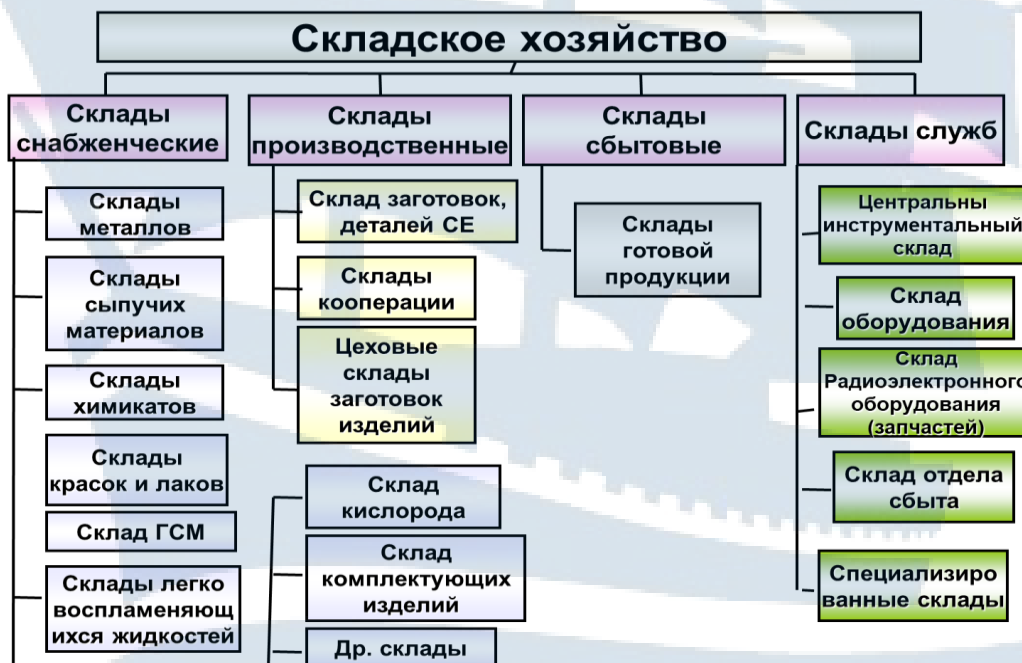 Складское хозяйство
Склады
снабженческие
Склады
металлов
Склады
сыпучих
материалов
Склады
химикатов
Склады
красок и лаков
Склад ГСМ
Склады легко
воспламеняющ
ихся жидкостей
Склады
производственные
Склад заготовок,
деталей СЕ
Склады
кооперации
Цеховые
склады
заготовок
изделий
Склад
кислорода
Склад
комплектующих
изделий
Др. склады
Склады
сбытовые
Склады
готовой
продукции
Склады служб
Центральны
инструментальный
склад
Склад
оборудования
Склад
Радиоэлектронного
оборудования
(запчастей)
Склад отдела
сбыта
Специализиро
ванные склады